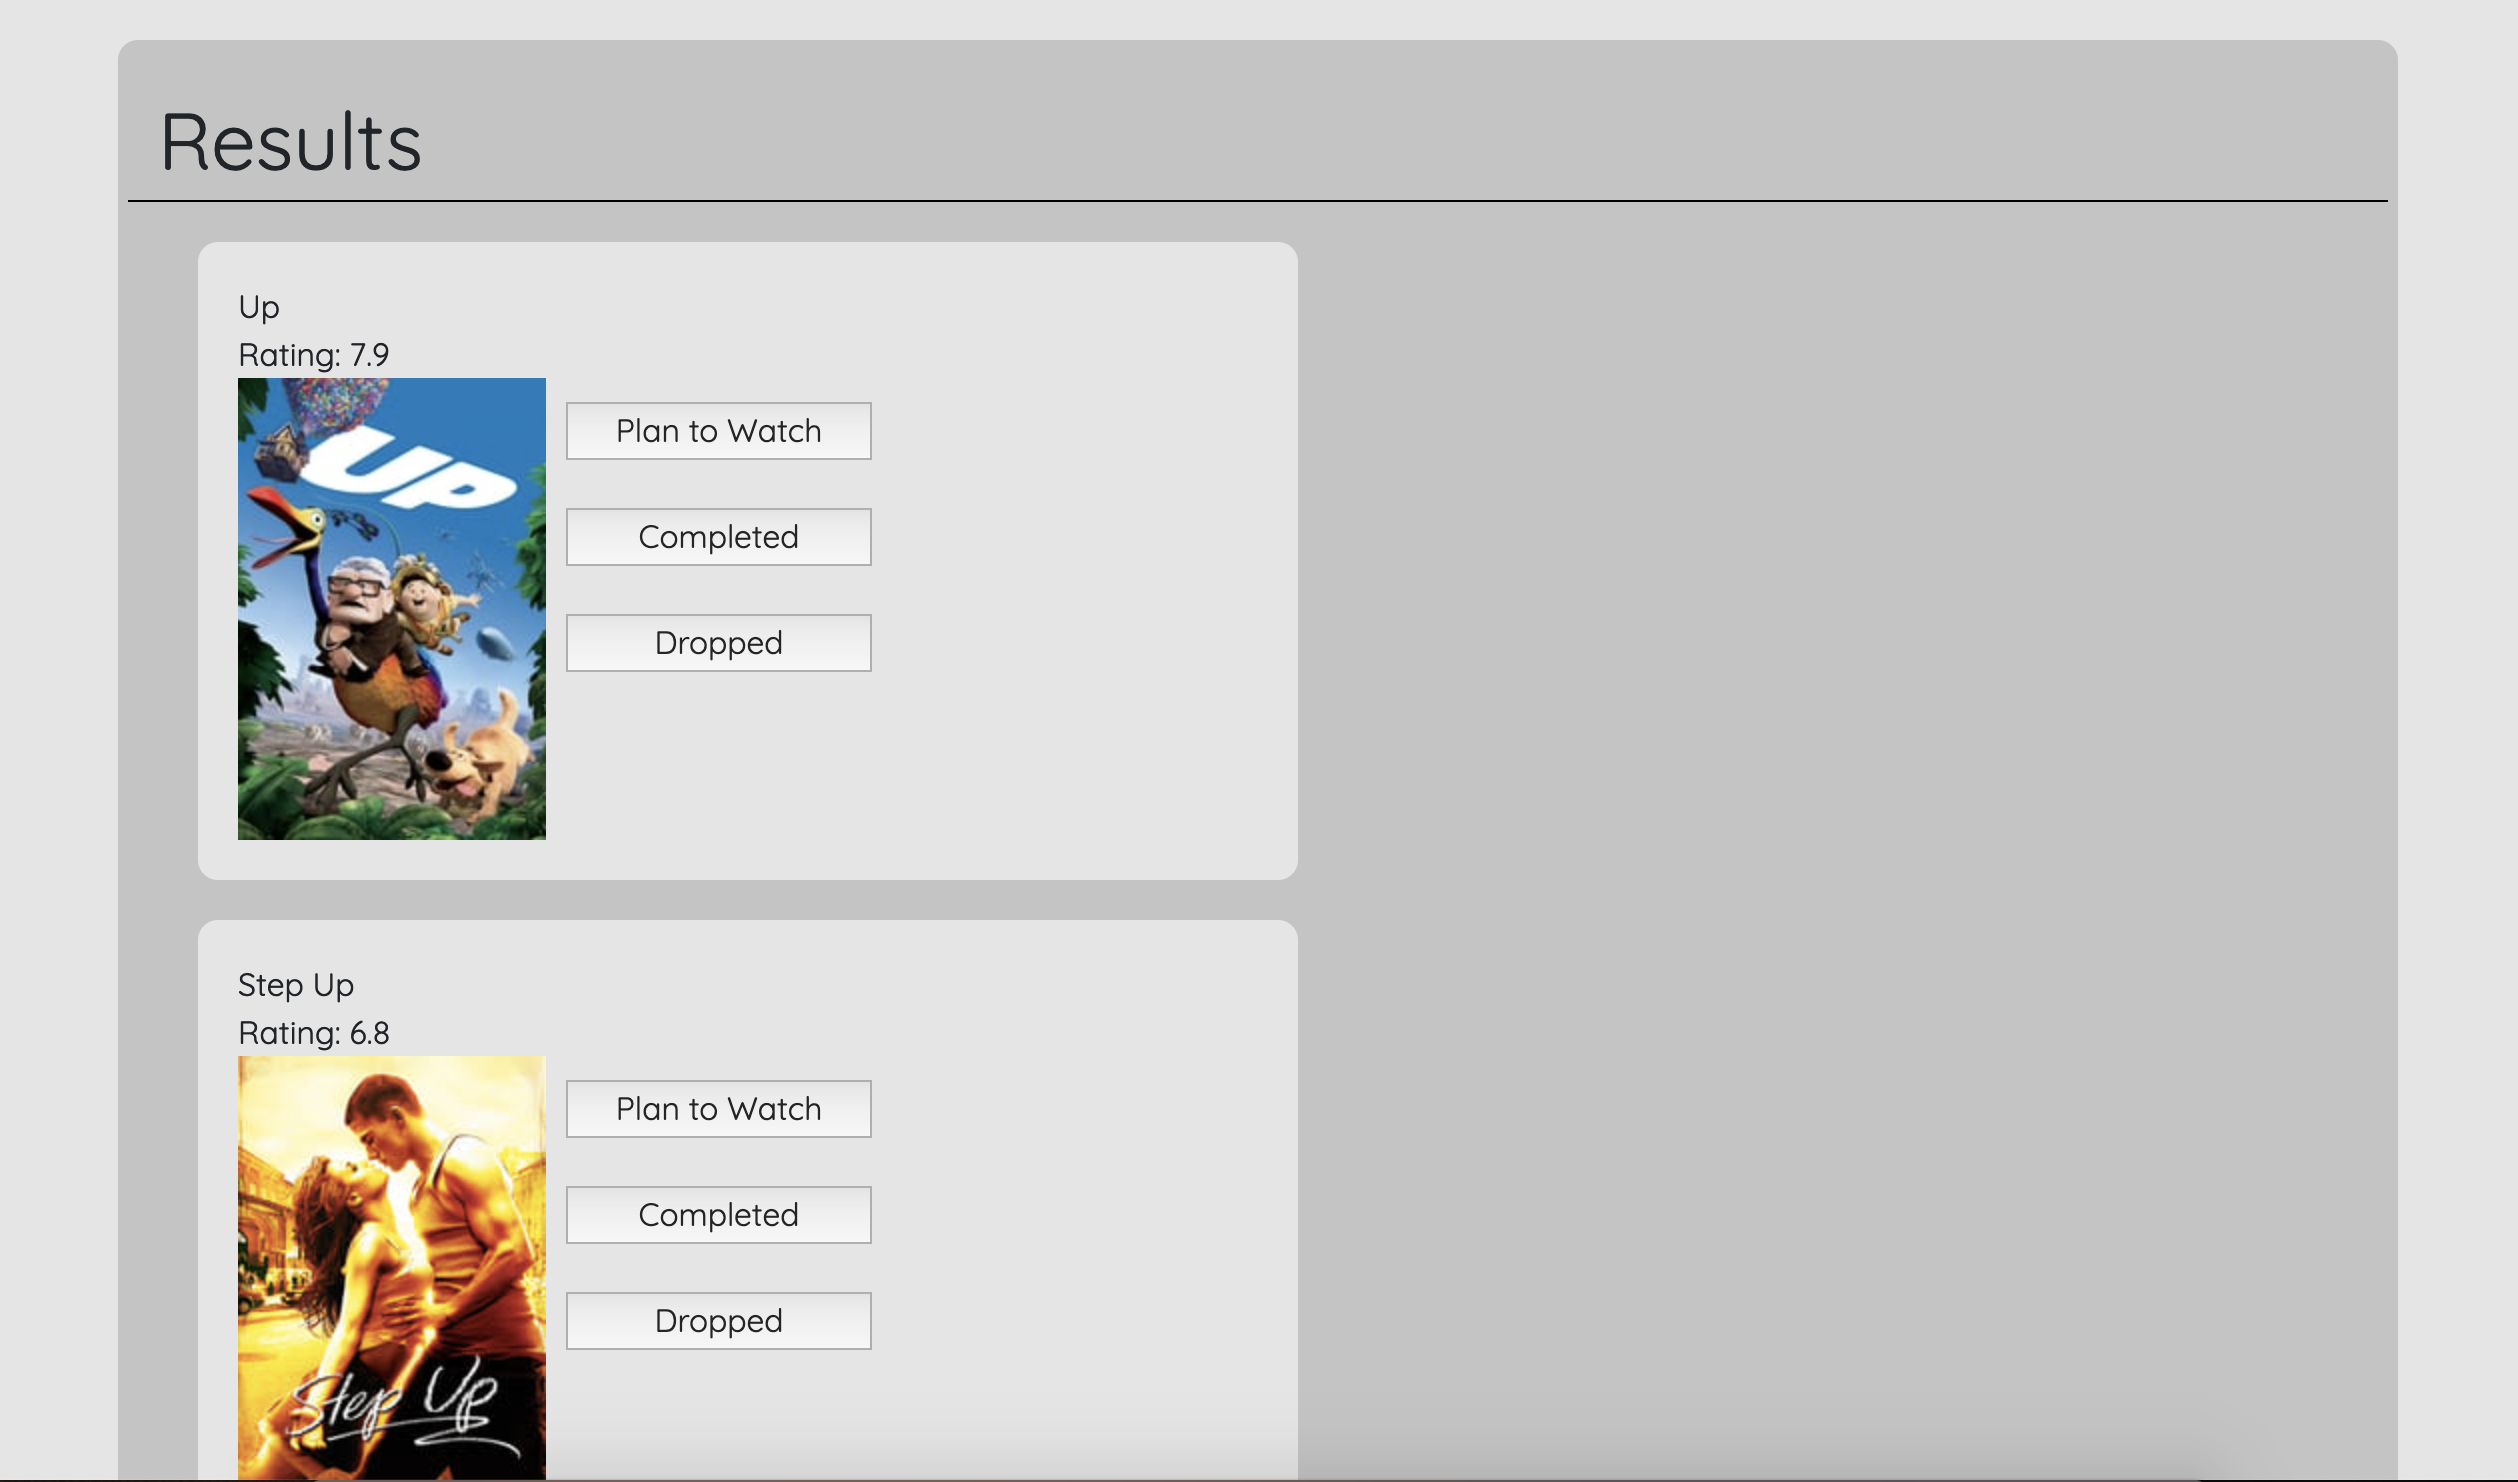 Results
Up
Rating: 7.9
UP
Plan to Watch
Completed
Dropped
Step Up
Rating: 6.8
Plan to Watch
Completed
Dropped
Step Up